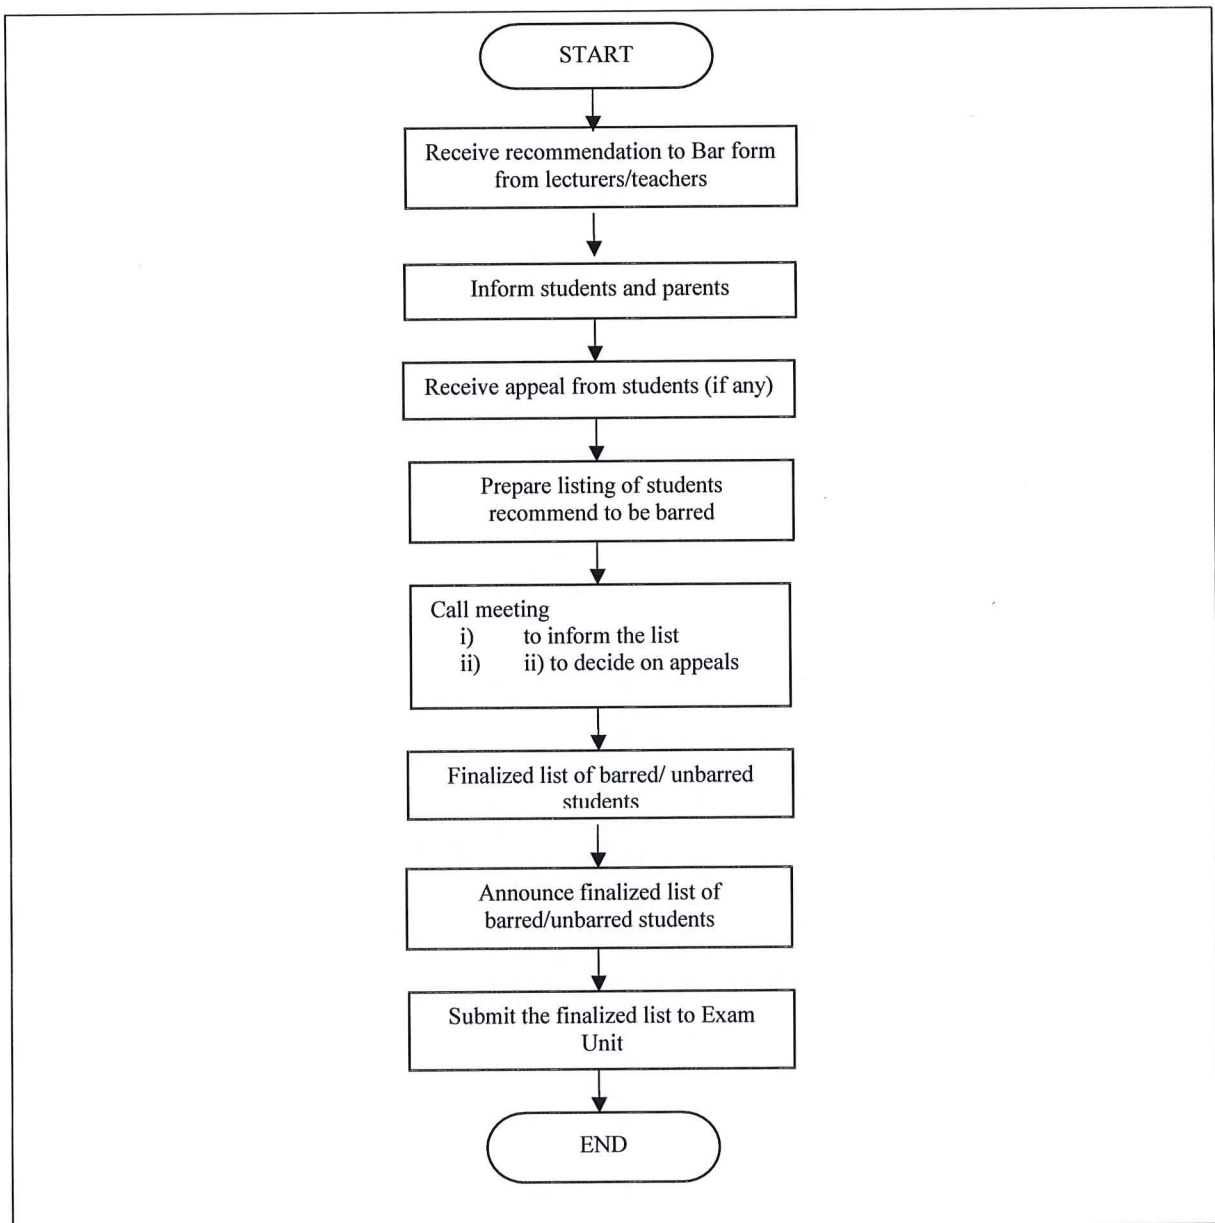 START
Receive recommendation to Bar form
from lecturers/teachers
Inform students and parents
Receive appeal from students (if any)
Prepare listing of students
recommend to be barred
Call meeting
i) to inform the list
ii) ii) to decide on appeals
Finalized list of barred/ unbarred
students
Announce finalized list of
barred/unbarred students
Submit the finalized list to Exam
Unit
END